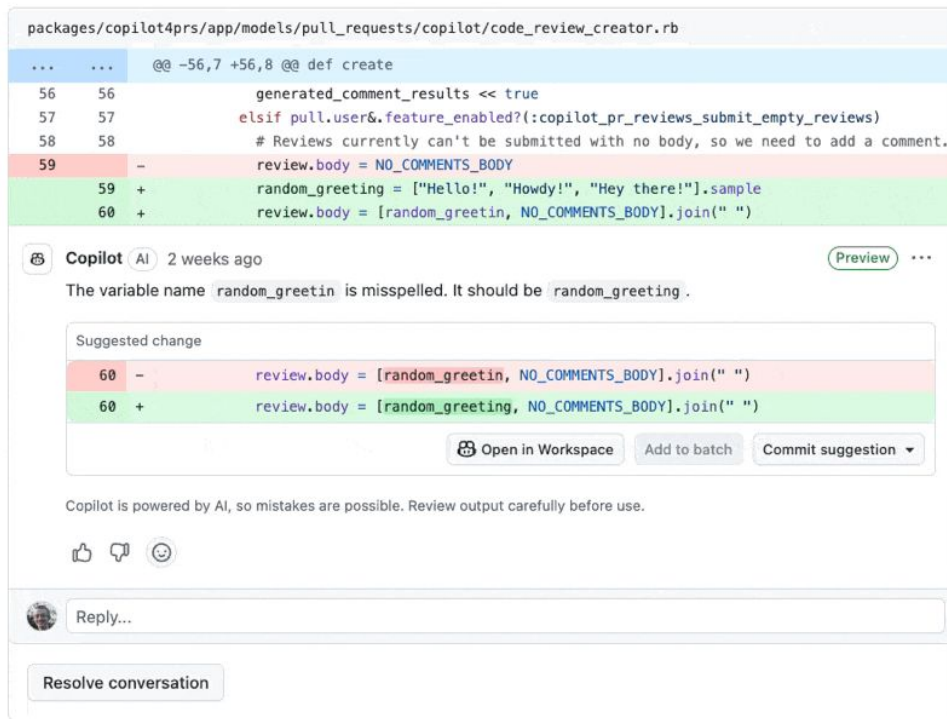 packages/copilot4prs/app/models/pull_requests/copilot/code_review_creator.rb
... ... @@ -56,7 +56,8 @@ def create
56 56 generated_comment_results << true
57 57 elsif pull.user&.feature_enabled?(:copilot_pr_reviews_submit_empty_reviews)
58 58 # Reviews currently can't be submitted with no body, so we need to add a comment.
59 - review.body = NO_COMMENTS_BODY
59 + random_greeting = ["Hello!", "Howdy!", "Hey there!"].sample
60 + review.body = [random_greetin, NO_COMMENTS_BODY].join(" ")
Copilot AI 2 weeks ago Preview ...
The variable name random_greetin is misspelled. It should be random_greeting.
Suggested change
60 - review.body = [random_greetin, NO_COMMENTS_BODY].join(" ")
60 + review.body = [random_greeting, NO_COMMENTS_BODY].join(" ")
Open in Workspace Add to batch Commit suggestion
Copilot is powered by AI, so mistakes are possible. Review output carefully before use.
Reply...
Resolve conversation